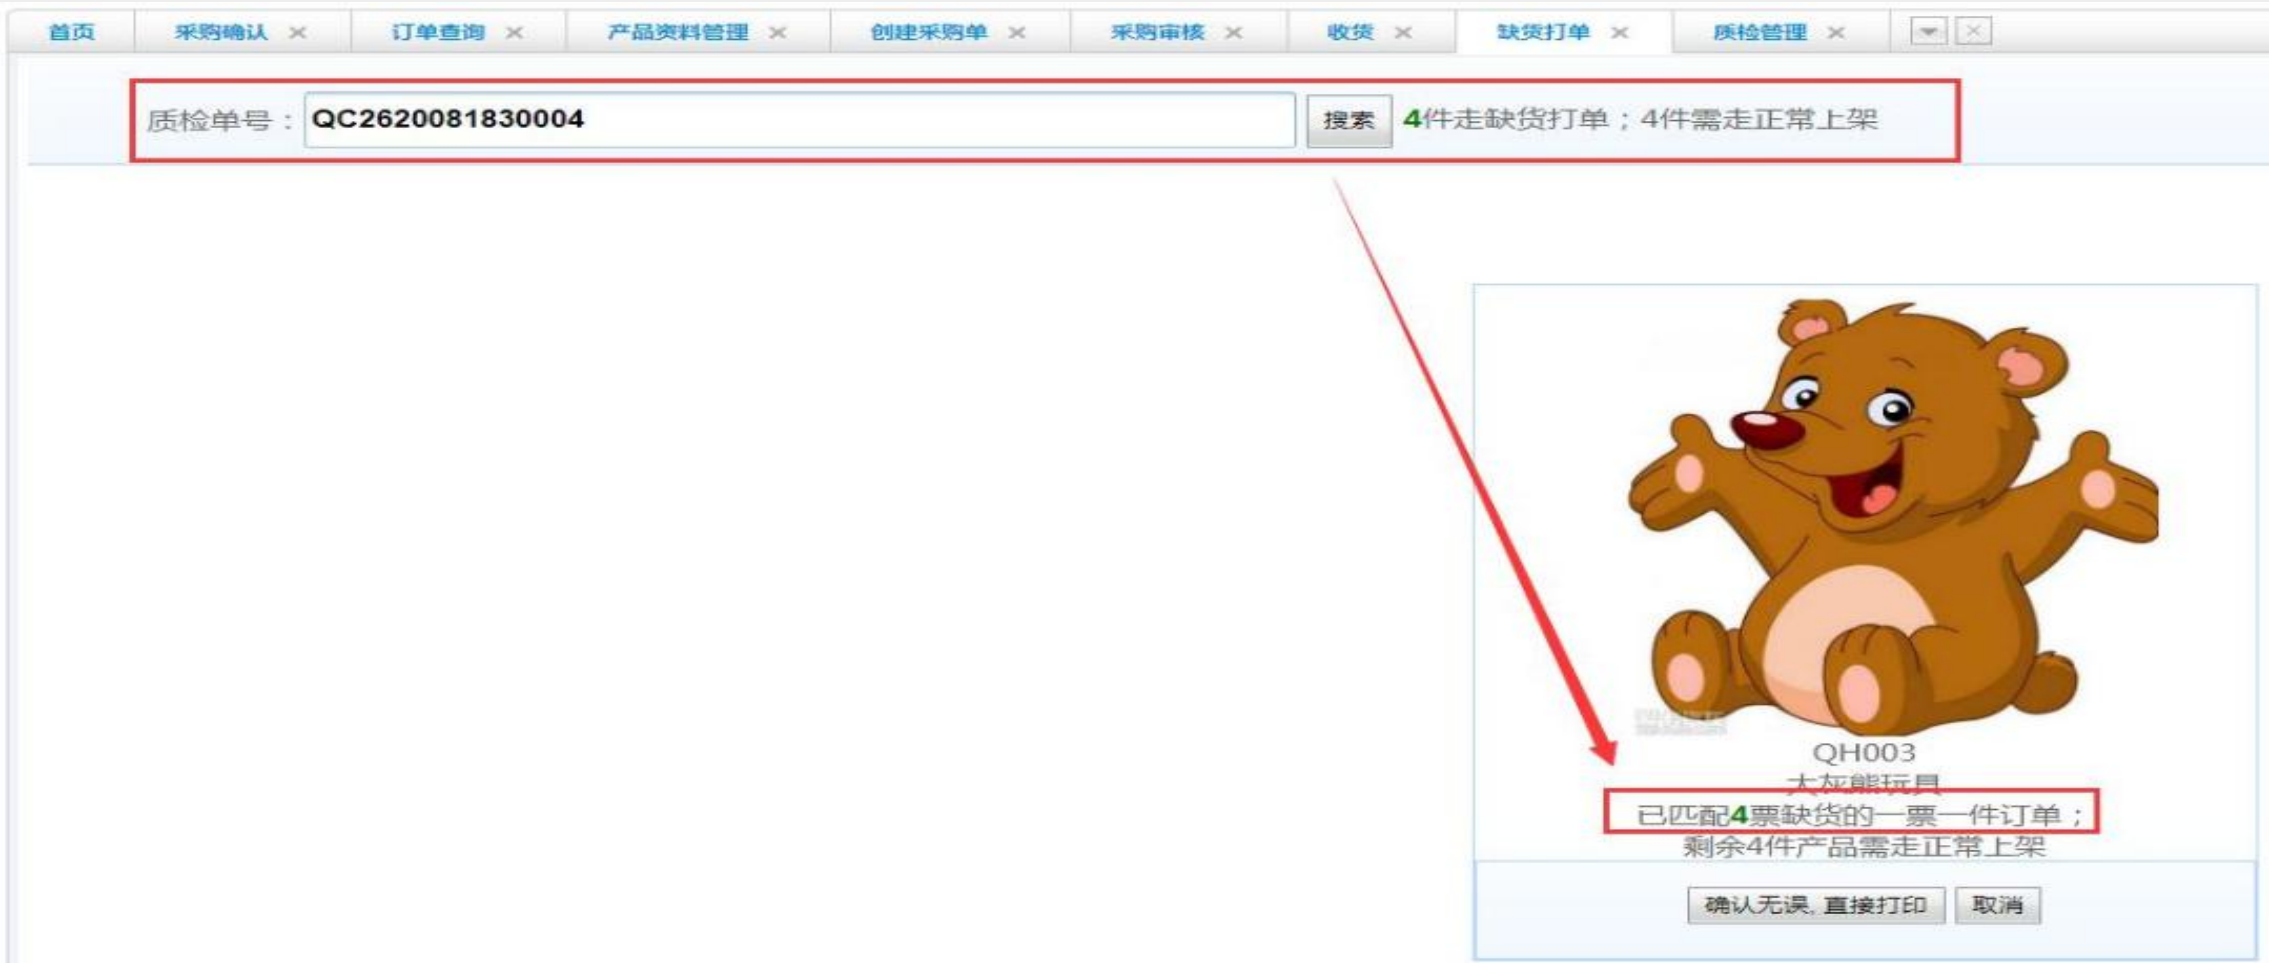 首页 采购确认 订单查询 产品资料管理 创建采购单 采购审核 收货 缺货打单 质检管理
质检单号：QC2620081830004 搜索 4件走缺货打单；4件需走正常上架
QH003
大灰熊玩具
已匹配4票缺货的一票一件订单；
剩余4件产品需走正常上架
确认无误,直接打印 取消